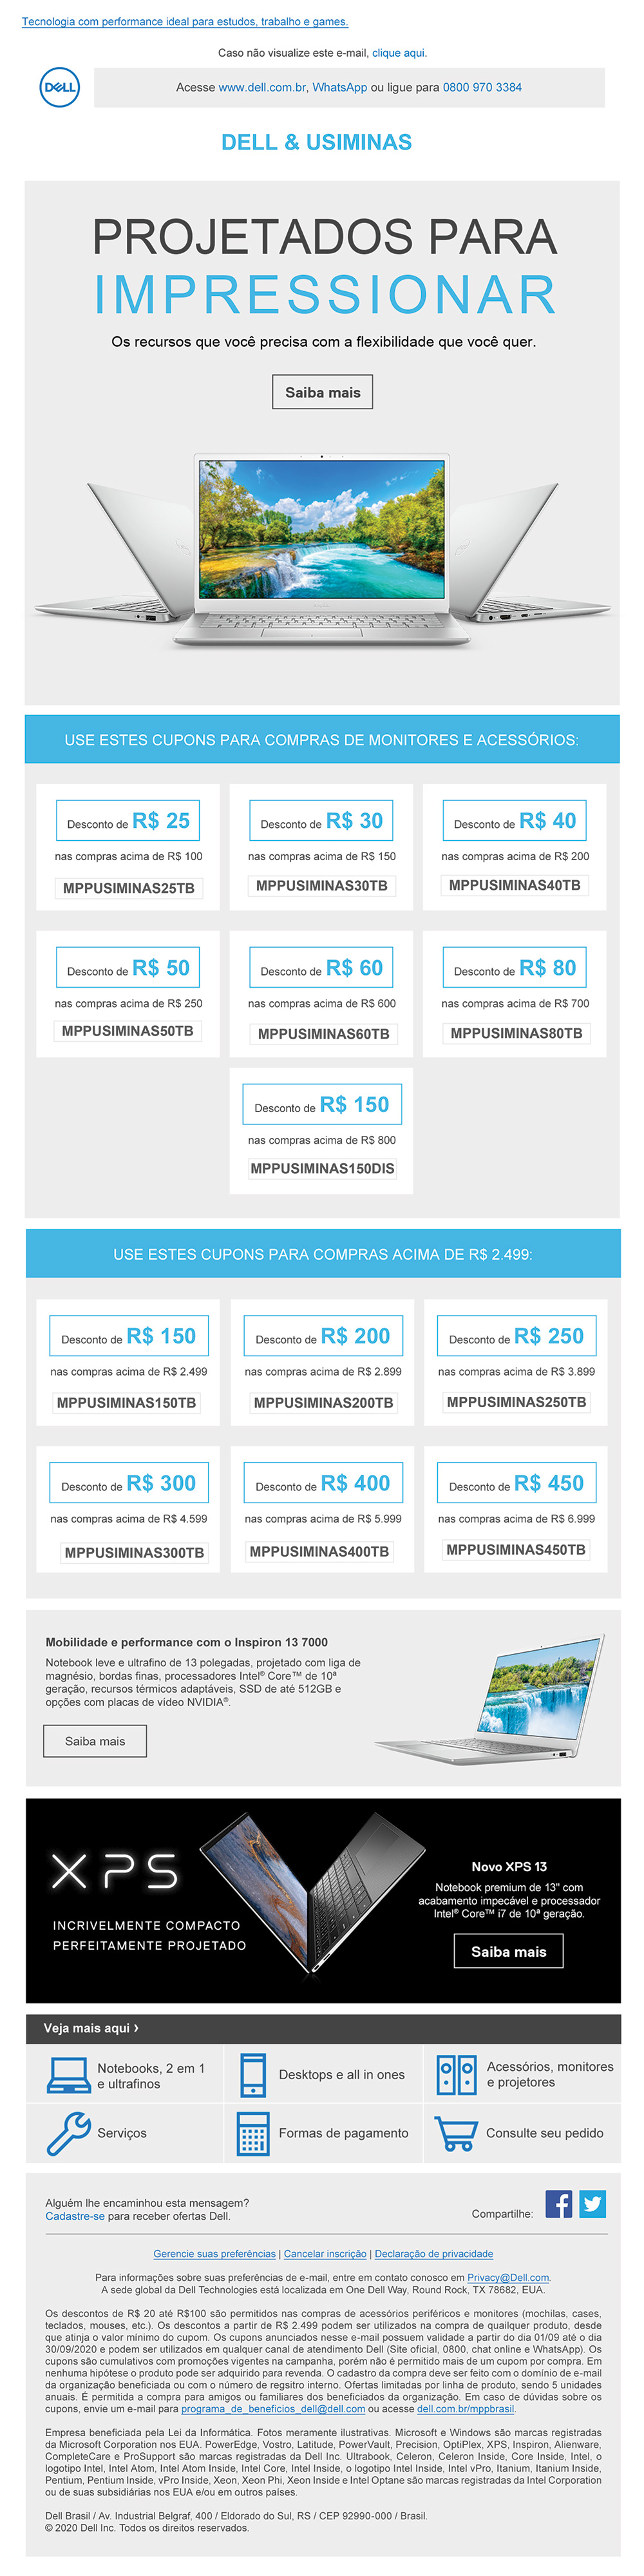 Tecnologia com performance ideal para estudos, trabalho e games.
Caso não visualize este e-mail, clique aqui.
DELL
Acesse www.dell.com.br, WhatsApp ou ligue para 0800 970 3384
DELL & USIMINAS
PROJETADOS PARA
IMPRESSIONAR
Os recursos que você precisa com a flexibilidade que você quer.
Saiba mais
USE ESTES CUPONS PARA COMPRAS DE MONITORES E ACESSÓRIOS:
Desconto de R$ 25
nas compras acima de R$ 100
MPPUSIMINAS25TB
Desconto de R$ 30
nas compras acima de R$ 150
MPPUSIMINAS30TB
Desconto de R$ 40
nas compras acima de R$ 200
MPPUSIMINAS40TB
Desconto de R$ 50
nas compras acima de R$ 250
MPPUSIMINAS50TB
Desconto de R$ 60
nas compras acima de R$ 600
MPPUSIMINAS60TB
Desconto de R$ 80
nas compras acima de R$ 700
MPPUSIMINAS80TB
Desconto de R$ 150
nas compras acima de R$ 800
MPPUSIMINAS150DIS
USE ESTES CUPONS PARA COMPRAS ACIMA DE R$ 2.499:
Desconto de R$ 150
nas compras acima de R$ 2.499
MPPUSIMINAS150TB
Desconto de R$ 200
nas compras acima de R$ 2.899
MPPUSIMINAS200TB
Desconto de R$ 250
nas compras acima de R$ 3.899
MPPUSIMINAS250TB
Desconto de R$ 300
nas compras acima de R$ 4.599
MPPUSIMINAS300TB
Desconto de R$ 400
nas compras acima de R$ 5.999
MPPUSIMINAS400TB
Desconto de R$ 450
nas compras acima de R$ 6.999
MPPUSIMINAS450TB
Mobilidade e performance com o Inspiron 13 7000
Notebook leve e ultrafino de 13 polegadas, projetado com liga de
magnésio, bordas finas, processadores Intel® Core™ de 10ª
geração, recursos térmicos adaptáveis, SSD de até 512GB e
opções com placas de vídeo NVIDIA®.
Saiba mais
XPS
INCRIVELMENTE COMPACTO
PERFEITAMENTE PROJETADO
Novo XPS 13
Notebook premium de 13" com
acabamento impecável e processador
Intel® Core™ i7 de 10ª geração.
Saiba mais
Veja mais aqui ›
Notebooks, 2 em 1
e ultrafinos
Desktops e all in ones
Acessórios, monitores
e projetores
Serviços
Formas de pagamento
Consulte seu pedido
Alguém lhe encaminhou esta mensagem?
Cadastre-se para receber ofertas Dell.
Compartilhe:
Gerencie suas preferências | Cancelar inscrição | Declaração de privacidade
Para informações sobre suas preferências de e-mail, entre em contato conosco em Privacy@Dell.com.
A sede global da Dell Technologies está localizada em One Dell Way, Round Rock, TX 78682, EUA.
Os descontos de R$ 20 até R$100 são permitidos nas compras de acessórios periféricos e monitores (mochilas, cases,
teclados, mouses, etc.). Os descontos a partir de R$ 2.499 podem ser utilizados na compra de qualquer produto, desde
que atinja o valor mínimo do cupom. Os cupons anunciados nesse e-mail possuem validade a partir do dia 01/09 até o dia
30/09/2020 e podem ser utilizados em qualquer canal de atendimento Dell (Site oficial, 0800, chat online e WhatsApp). Os
cupons são cumulativos com promoções vigentes na campanha, porém não é permitido mais de um cupom por compra. Em
nenhuma hipótese o produto pode ser adquirido para revenda. O cadastro da compra deve ser feito com o domínio de e-mail
da organização beneficiada ou com o número de regsitro interno. Ofertas limitadas por linha de produto, sendo 5 unidades
anuais. É permitida a compra para amigos ou familiares dos beneficiados da organização. Em caso de dúvidas sobre os
cupons, envie um e-mail para programa_de_beneficios_dell@dell.com ou acesse dell.com.br/mppbrasil.
Empresa beneficiada pela Lei da Informática. Fotos meramente ilustrativas. Microsoft e Windows são marcas registradas
da Microsoft Corporation nos EUA. PowerEdge, Vostro, Latitude, PowerVault, Precision, OptiPlex, XPS, Inspiron, Alienware,
CompleteCare e ProSupport são marcas registradas da Dell Inc. Ultrabook, Celeron, Celeron Inside, Core Inside, Intel, o
logotipo Intel, Intel Atom, Intel Atom Inside, Intel Core, Intel Inside, o logotipo Intel Inside, Intel vPro, Itanium, Itanium Inside,
Pentium, Pentium Inside, vPro Inside, Xeon, Xeon Phi, Xeon Inside e Intel Optane são marcas registradas da Intel Corporation
ou de suas subsidiárias nos EUA e/ou em outros países.
Dell Brasil / Av. Industrial Belgraf, 400 / Eldorado do Sul, RS / CEP 92990-000 / Brasil.
© 2020 Dell Inc. Todos os direitos reservados.